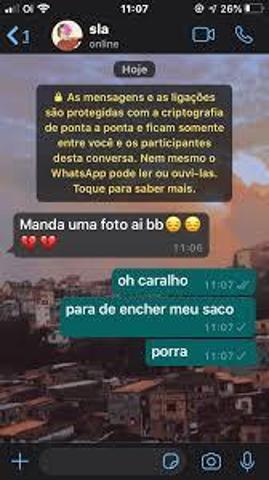 Oi 11:07 26%
1 sla
online
Hoje
🔒 As mensagens e as ligações
são protegidas com a criptografia
de ponta a ponta e ficam somente
entre você e os participantes
desta conversa. Nem mesmo o
WhatsApp pode ler ou ouvi-las.
Toque para saber mais.
Manda uma foto ai bb😔😔
💔💔 11:06
oh caralho 11:07
para de encher meu saco
11:07
porra 11:07